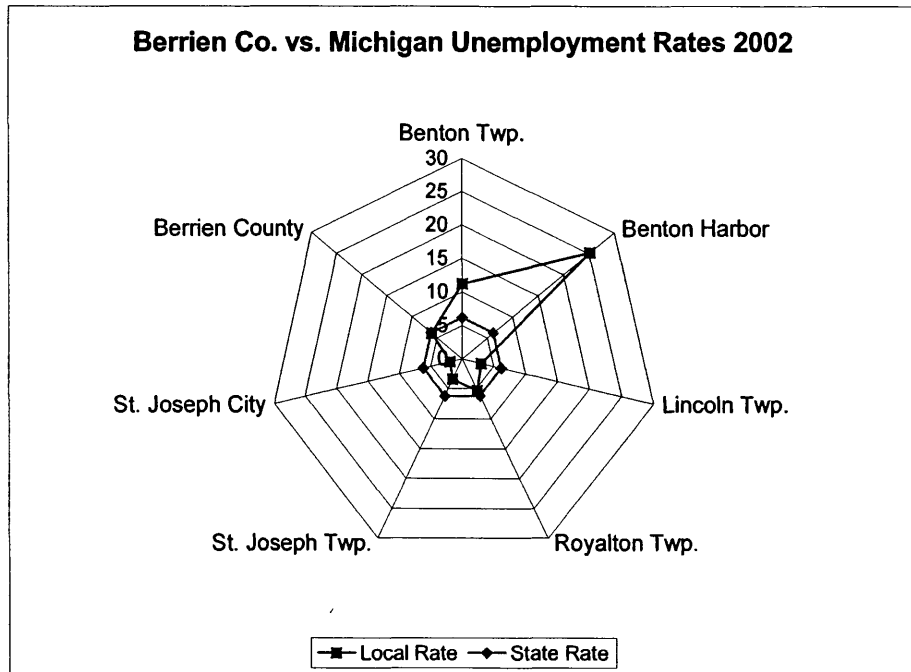 Berrien Co. vs. Michigan Unemployment Rates 2002
Benton Twp.
30
25
20
15
10
5
0
Berrien County
Benton Harbor
St. Joseph City
Lincoln Twp.
St. Joseph Twp.
Royalton Twp.
Local Rate State Rate